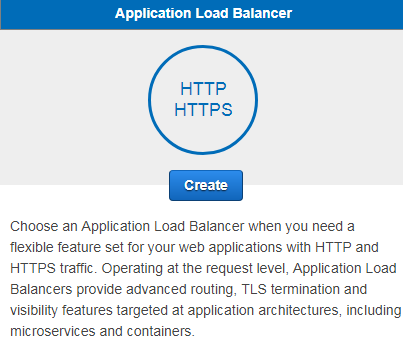 Application Load Balancer
HTTP
HTTPS
Create
Choose an Application Load Balancer when you need a
flexible feature set for your web applications with HTTP and
HTTPS traffic. Operating at the request level, Application Load
Balancers provide advanced routing, TLS termination and
visibility features targeted at application architectures, including
microservices and containers.